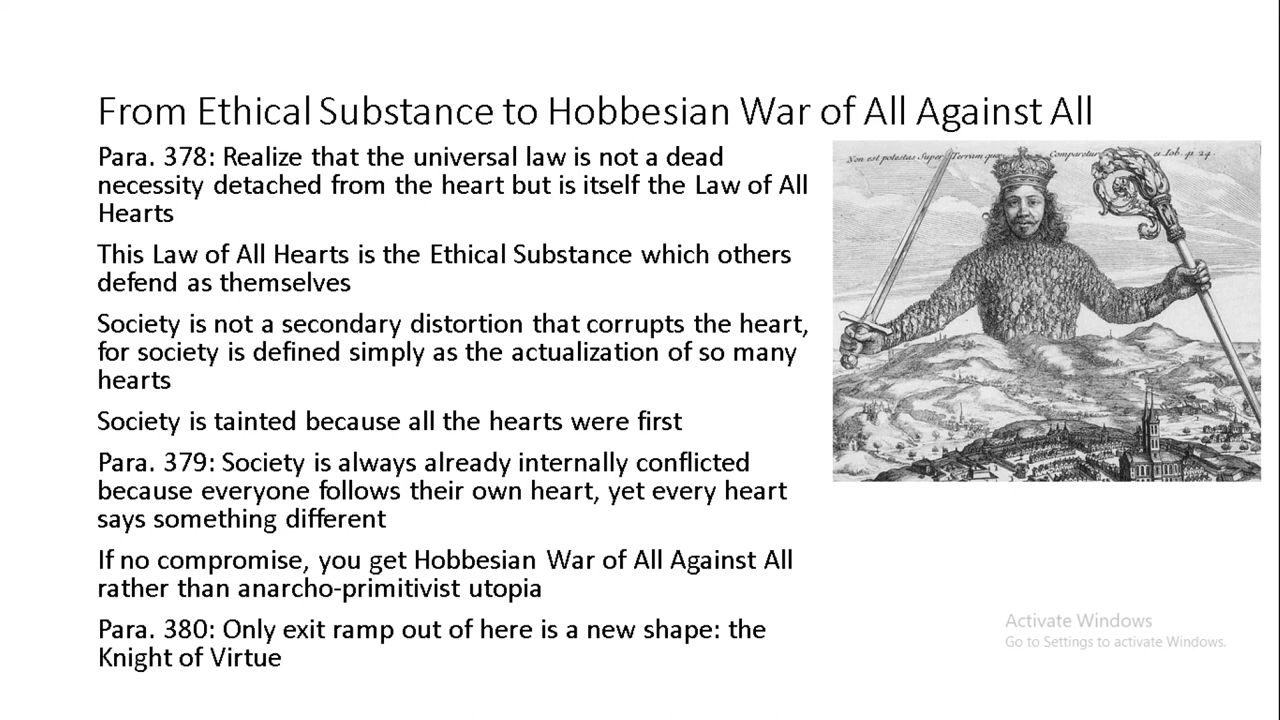 From Ethical Substance to Hobbesian War of All Against All
Para. 378: Realize that the universal law is not a dead
necessity detached from the heart but is itself the Law of All
Hearts
This Law of All Hearts is the Ethical Substance which others
defend as themselves
Society is not a secondary distortion that corrupts the heart,
for society is defined simply as the actualization of so many
hearts
Society is tainted because all the hearts were first
Para. 379: Society is always already internally conflicted
because everyone follows their own heart, yet every heart
says something different
If no compromise, you get Hobbesian War of All Against All
rather than anarcho-primitivist utopia
Para. 380: Only exit ramp out of here is a new shape: the
Knight of Virtue
Non est potestas Super Terram quae Comparetur ei Iob. 41 24.
Activate Windows
Go to Settings to activate Windows.